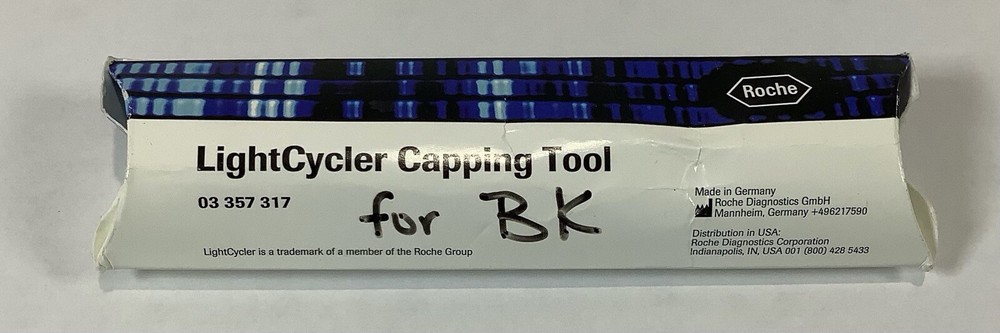 Roche
LightCycler Capping Tool
03 357 317
for BK
LightCycler is a trademark of a member of the Roche Group
Made in Germany
Roche Diagnostics GmbH
Mannheim, Germany +496217590
Distribution in USA:
Roche Diagnostics Corporation
Indianapolis, IN, USA 001 (800) 428 5433